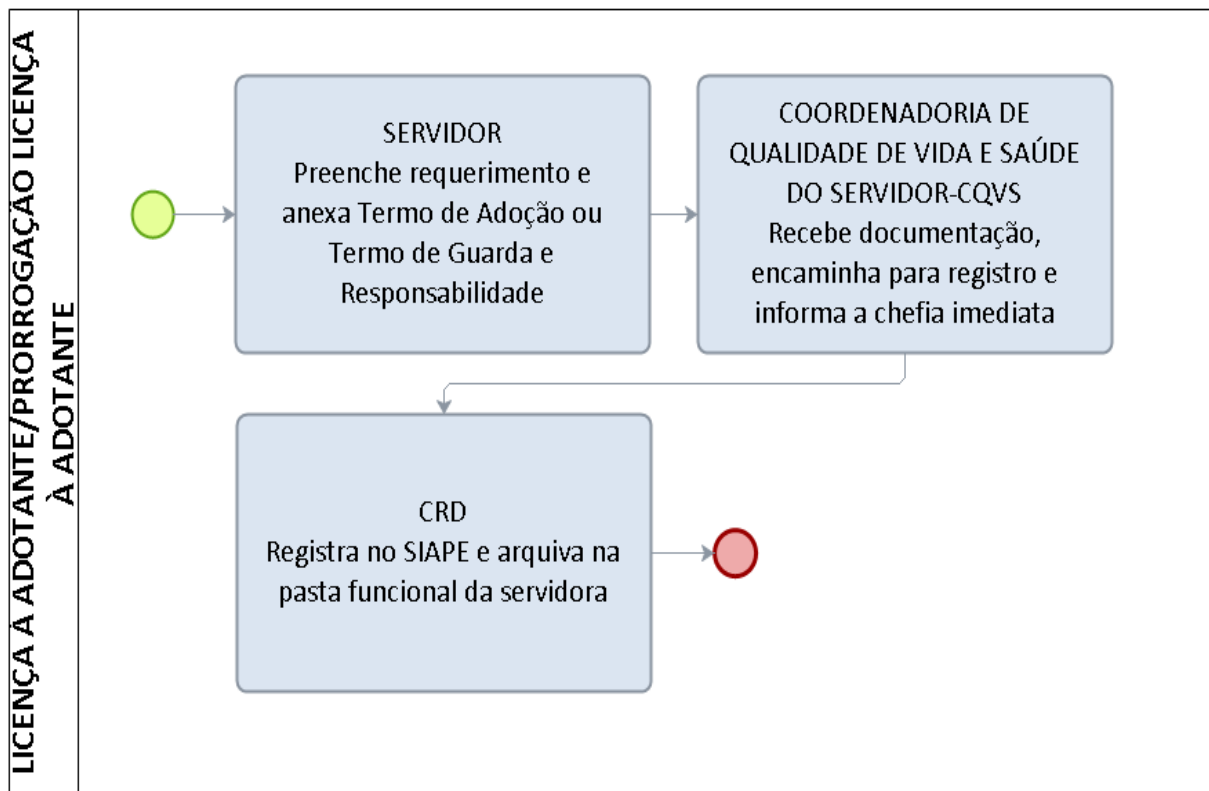 LICENÇA À ADOTANTE/PRORROGAÇÃO LICENÇA
À ADOTANTE
SERVIDOR
Preenche requerimento e
anexa Termo de Adoção ou
Termo de Guarda e
Responsabilidade
COORDENADORIA DE
QUALIDADE DE VIDA E SAÚDE
DO SERVIDOR-CQVS
Recebe documentação,
encaminha para registro e
informa a chefia imediata
CRD
Registra no SIAPE e arquiva na
pasta funcional da servidora